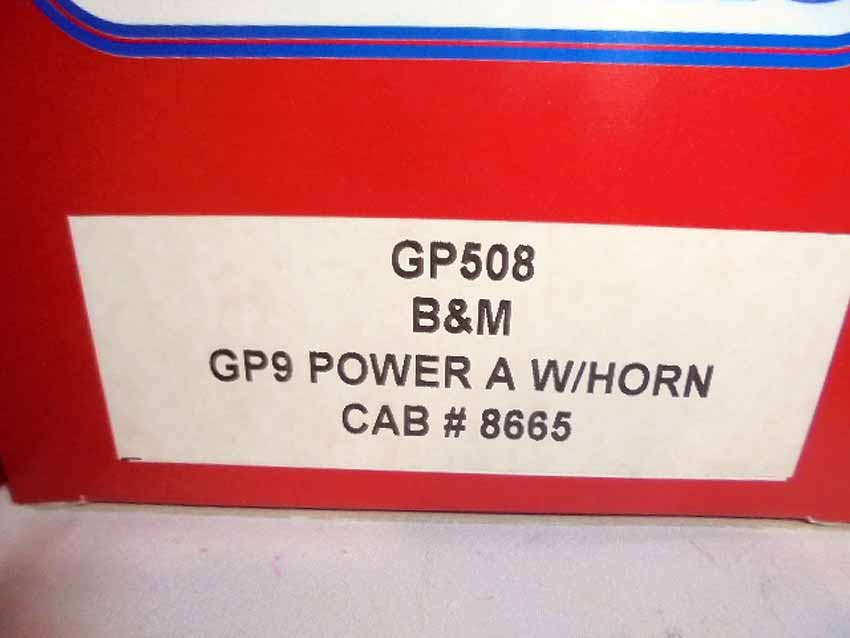 GP508
B&M
GP9 POWER A W/HORN
CAB # 8665